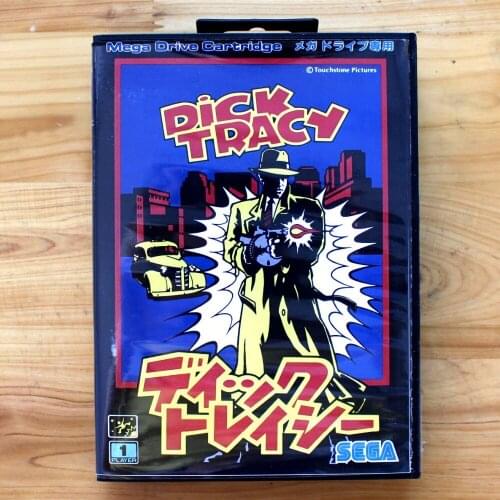 Mega Drive Cartridge メガドライブ専用
© Touchstone Pictures
DICK
TRACY
ディック
トレイシー
1
PLAYER
SEGA